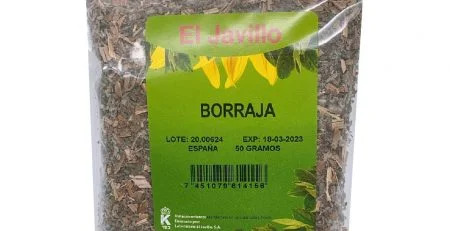 El Javillo
BORRAJA
LOTE: 20.00624 EXP: 18-03-2023
ESPAÑA 50 GRAMOS
7 451079 614156
K